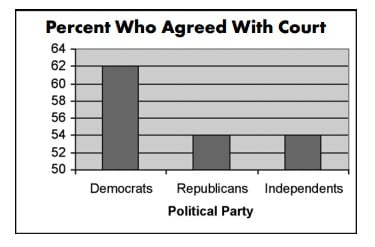 Percent Who Agreed With Court
64
62
60
58
56
54
52
50
Democrats Republicans Independents
Political Party